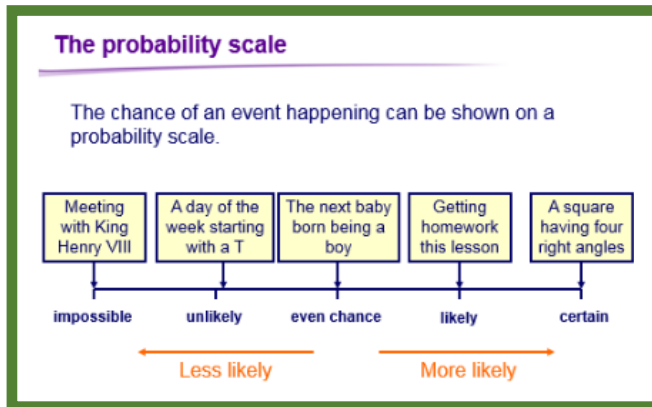 The probability scale
The chance of an event happening can be shown on a
probability scale.
Meeting
with King
Henry VIII
A day of the
week starting
with a T
The next baby
born being a
boy
Getting
homework
this lesson
A square
having four
right angles
impossible
unlikely
even chance
likely
certain
Less likely
More likely